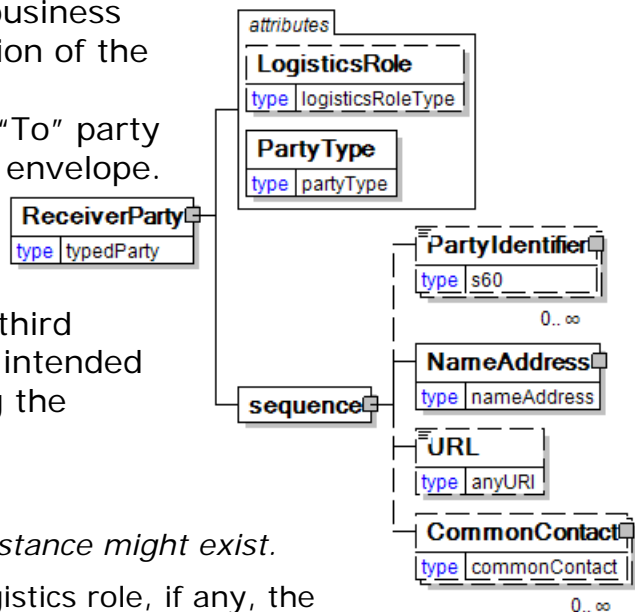 business
ion of the
"To" party
envelope.
third
intended
g the
stance might exist.
gistics role, if any, the
attributes
LogisticsRole
type logisticsRoleType
PartyType
type partyType
ReceiverParty
type typedParty
sequence
PartyIdentifier
type s60
0.. ∞
NameAddress
type nameAddress
URL
type anyURI
CommonContact
type commonContact
0.. ∞